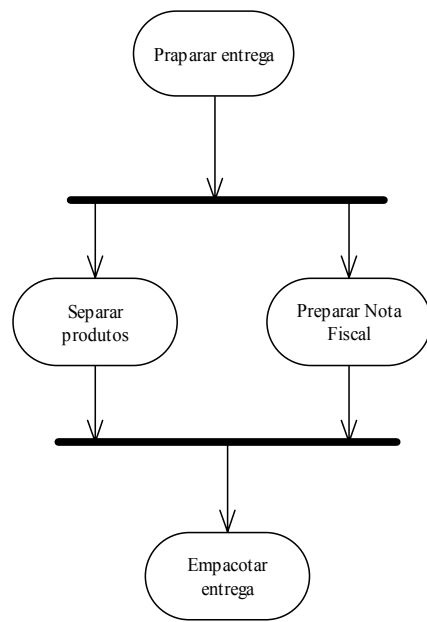 Praparar entrega
Separar
produtos
Preparar Nota
Fiscal
Empacotar
entrega